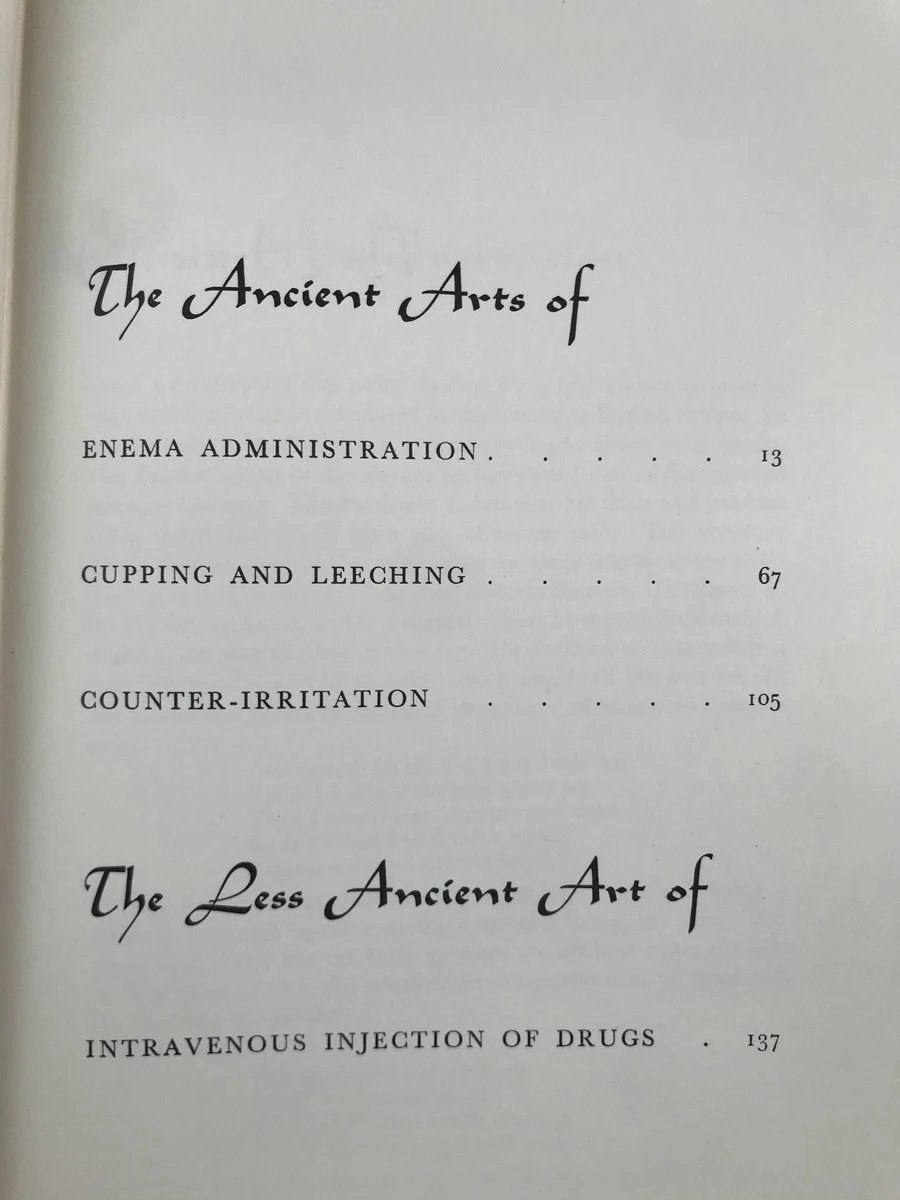 The Ancient Arts of
ENEMA ADMINISTRATION . . . . . 13
CUPPING AND LEECHING . . . . . 67
COUNTER-IRRITATION . . . . . 105
The Less Ancient Art of
INTRAVENOUS INJECTION OF DRUGS . 137